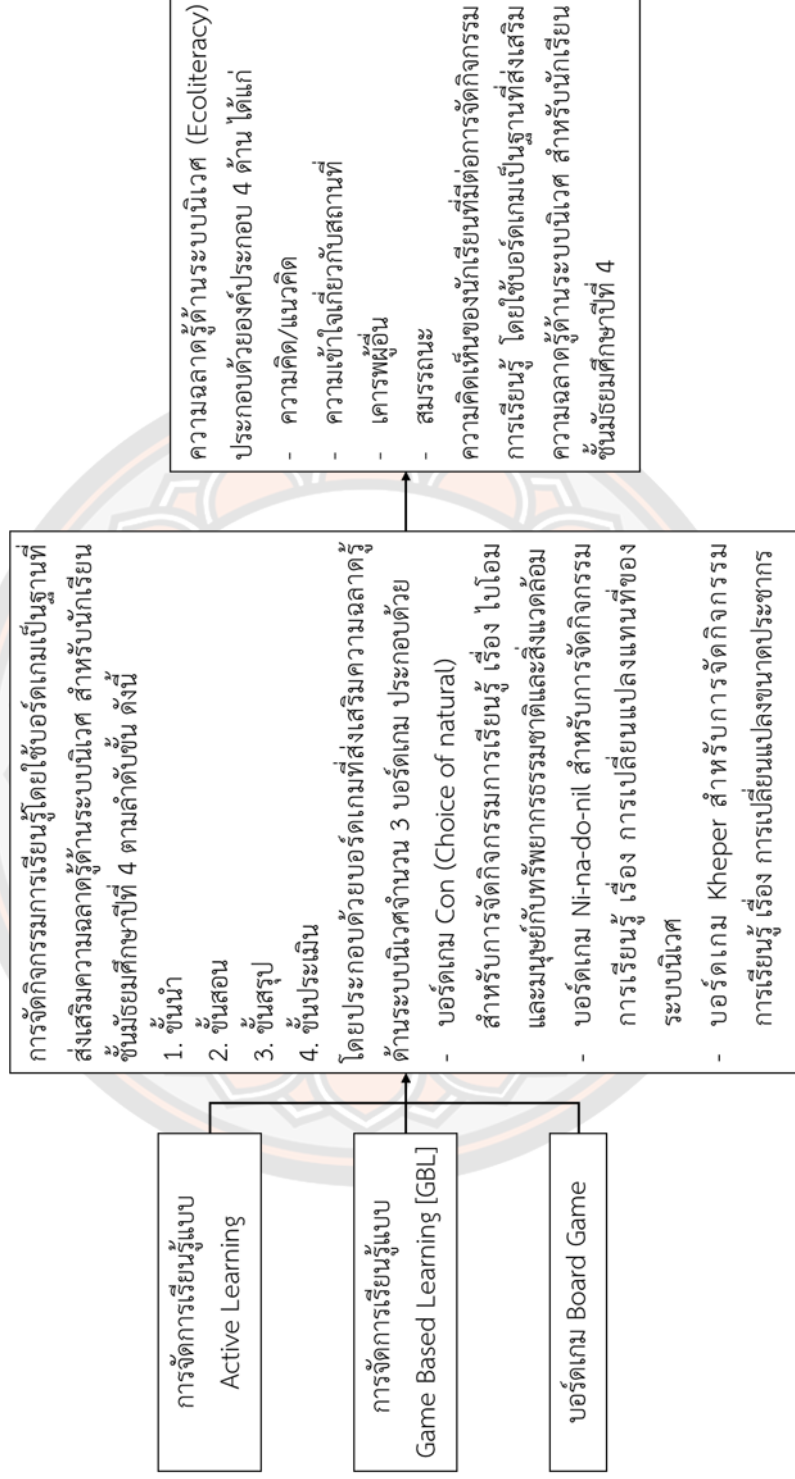 การจัดการเรียนรู้แบบ
Active Learning
การจัดการเรียนรู้แบบ
Game Based Learning [GBL]
บอร์ดเกม Board Game
การจัดกิจกรรมการเรียนรู้โดยใช้บอร์ดเกมเป็นฐานที่
ส่งเสริมความฉลาดรู้ด้านระบบนิเวศ สำหรับนักเรียน
ชั้นมัธยมศึกษาปีที่ 4 ตามลำดับขั้น ดังนี้
1. ขั้นนำ
2. ขั้นสอน
3. ขั้นสรุป
4. ขั้นประเมิน
โดยประกอบด้วยบอร์ดเกมที่ส่งเสริมความฉลาดรู้
ด้านระบบนิเวศจำนวน 3 บอร์ดเกม ประกอบด้วย
- บอร์ดเกม Con (Choice of natural)
สำหรับการจัดกิจกรรมการเรียนรู้ เรื่อง ไบโอม
และมนุษย์กับทรัพยากรธรรมชาติและสิ่งแวดล้อม
- บอร์ดเกม Ni-na-do-nil สำหรับการจัดกิจกรรม
การเรียนรู้ เรื่อง การเปลี่ยนแปลงแทนที่ของ
ระบบนิเวศ
- บอร์ดเกม Kheper สำหรับการจัดกิจกรรม
การเรียนรู้ เรื่อง การเปลี่ยนแปลงขนาดประชากร
ความฉลาดรู้ด้านระบบนิเวศ (Ecoliteracy)
ประกอบด้วยองค์ประกอบ 4 ด้าน ได้แก่
- ความคิด/แนวคิด
- ความเข้าใจเกี่ยวกับสถานที่
- เคารพผู้อื่น
- สมรรถนะ
ความคิดเห็นของนักเรียนที่มีต่อการจัดกิจกรรม
การเรียนรู้ โดยใช้บอร์ดเกมเป็นฐานที่ส่งเสริม
ความฉลาดรู้ด้านระบบนิเวศ สำหรับนักเรียน
ชั้นมัธยมศึกษาปีที่ 4